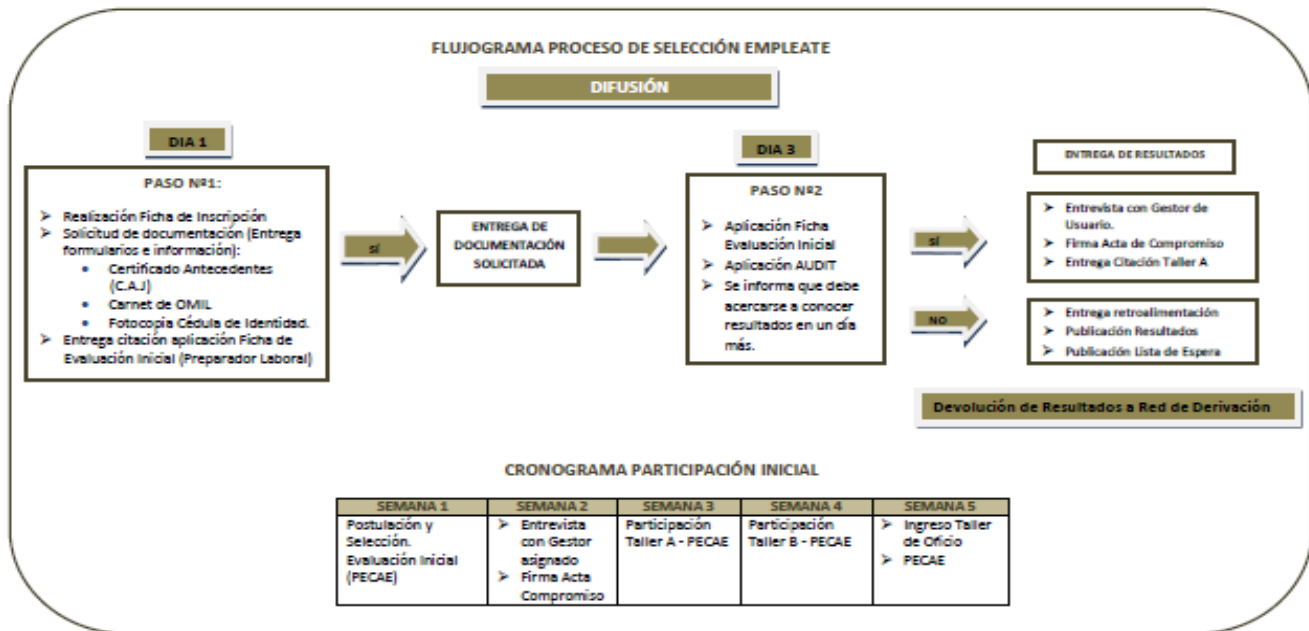 FLUJOGRAMA PROCESO DE SELECCIÓN EMPLEATE
DIFUSIÓN
DIA 1
PASO Nº1:
➢ Realización Ficha de Inscripción
➢ Solicitud de documentación (Entrega
formularios e información):
• Certificado Antecedentes
(C.A.J)
• Carnet de OMIL
• Fotocopia Cédula de Identidad.
➢ Entrega citación aplicación Ficha de
Evaluación Inicial (Preparador Laboral)
SÍ
ENTREGA DE
DOCUMENTACIÓN
SOLICITADA
DIA 3
PASO Nº2
➢ Aplicación Ficha
Evaluación Inicial
➢ Aplicación AUDIT
➢ Se informa que debe
acercarse a conocer
resultados en un día
más.
SÍ
NO
ENTREGA DE RESULTADOS
➢ Entrevista con Gestor de
Usuario.
➢ Firma Acta de Compromiso
➢ Entrega Citación Taller A
➢ Entrega retroalimentación
➢ Publicación Resultados
➢ Publicación Lista de Espera
Devolución de Resultados a Red de Derivación
CRONOGRAMA PARTICIPACIÓN INICIAL
SEMANA 1
Postulación y
Selección.
Evaluación Inicial
(PECAE)
SEMANA 2
➢ Entrevista
con Gestor
asignado
➢ Firma Acta
Compromiso
SEMANA 3
Participación
Taller A - PECAE
SEMANA 4
Participación
Taller B - PECAE
SEMANA 5
➢ Ingreso Taller
de Oficio
➢ PECAE